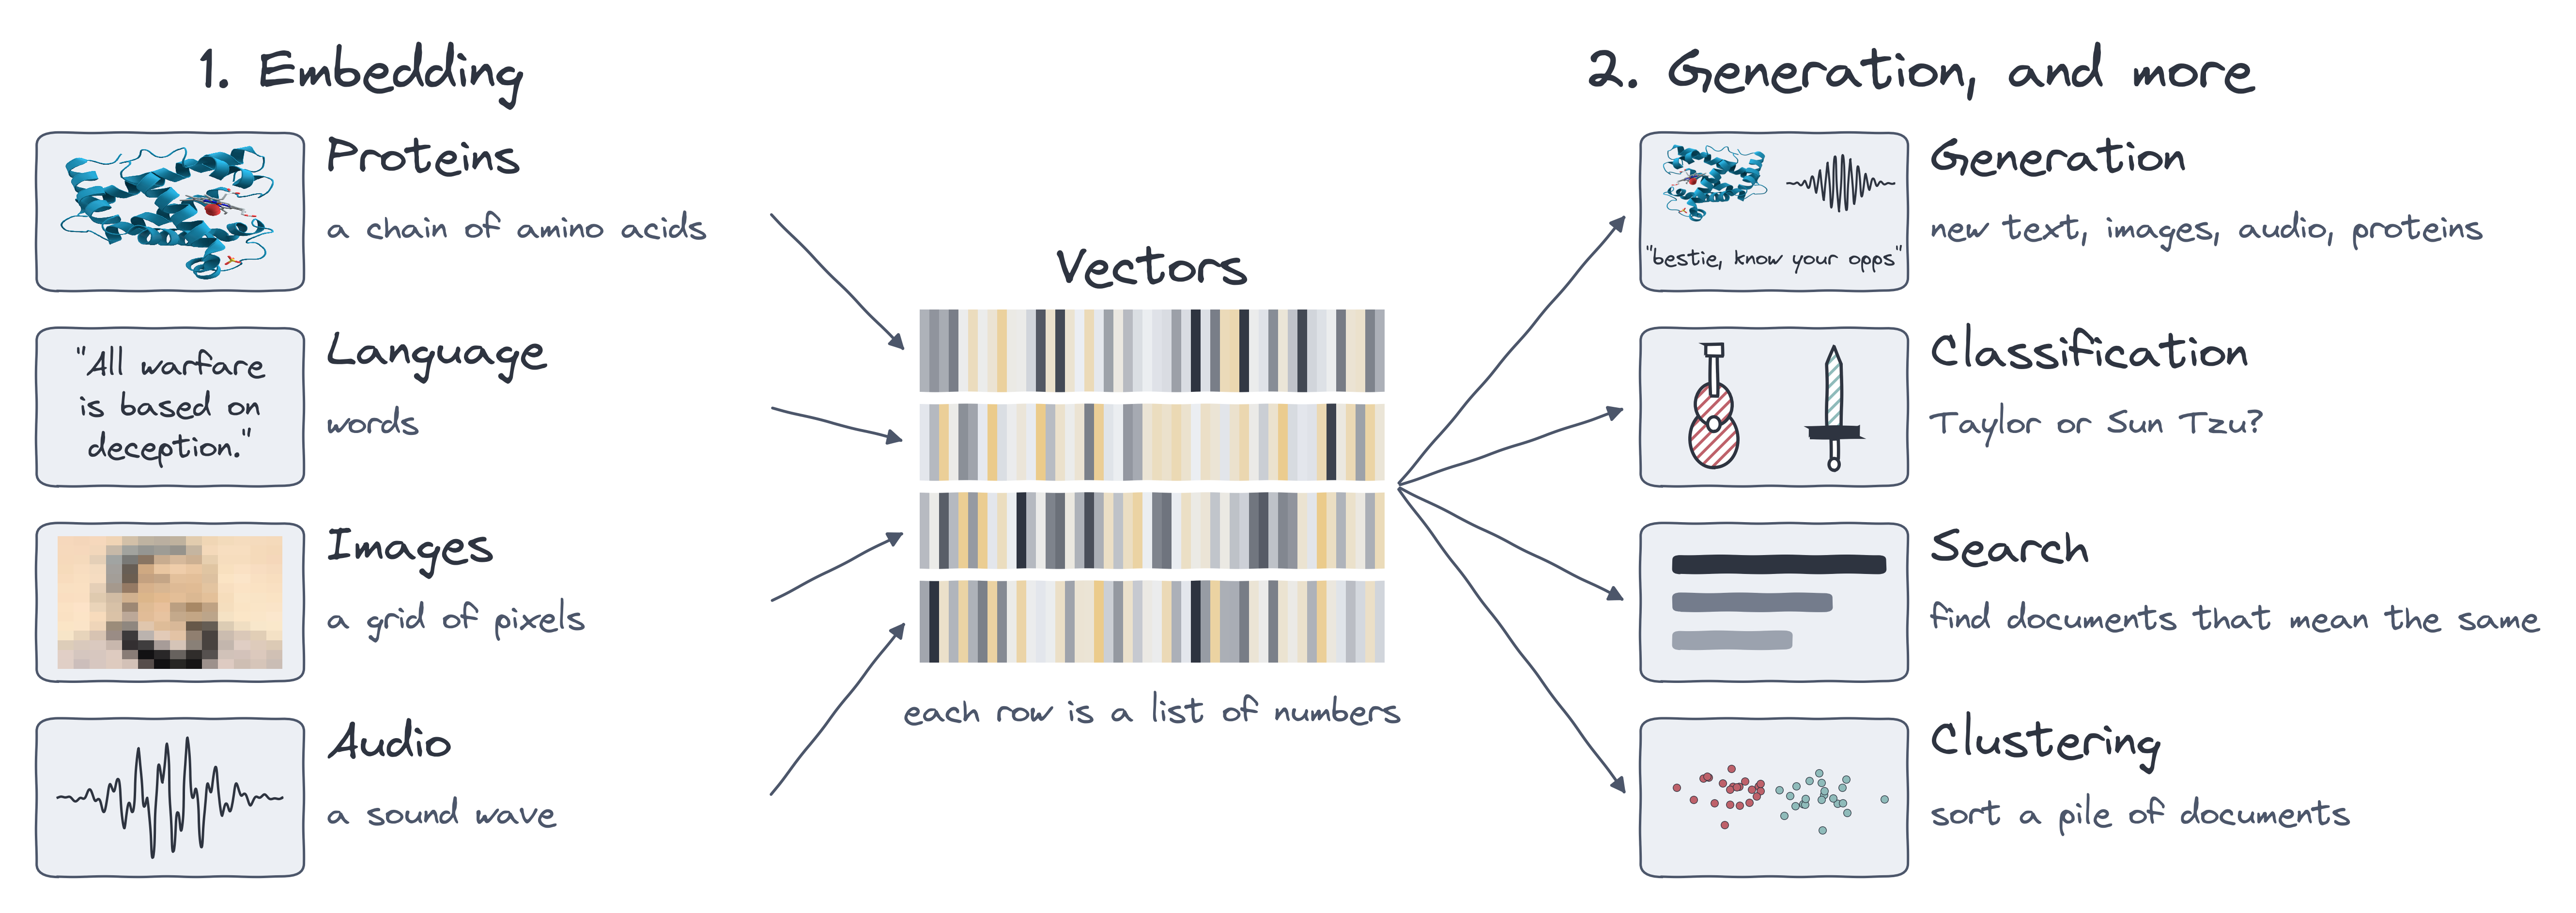 1. Embedding
Proteins
a chain of amino acids
"All warfare
is based on
deception."
Language
words
Images
a grid of pixels
Audio
a sound wave
Vectors
each row is a list of numbers
2. Generation, and more
"bestie, know your opps"
Generation
new text, images, audio, proteins
Classification
Taylor or Sun Tzu?
Search
find documents that mean the same
Clustering
sort a pile of documents